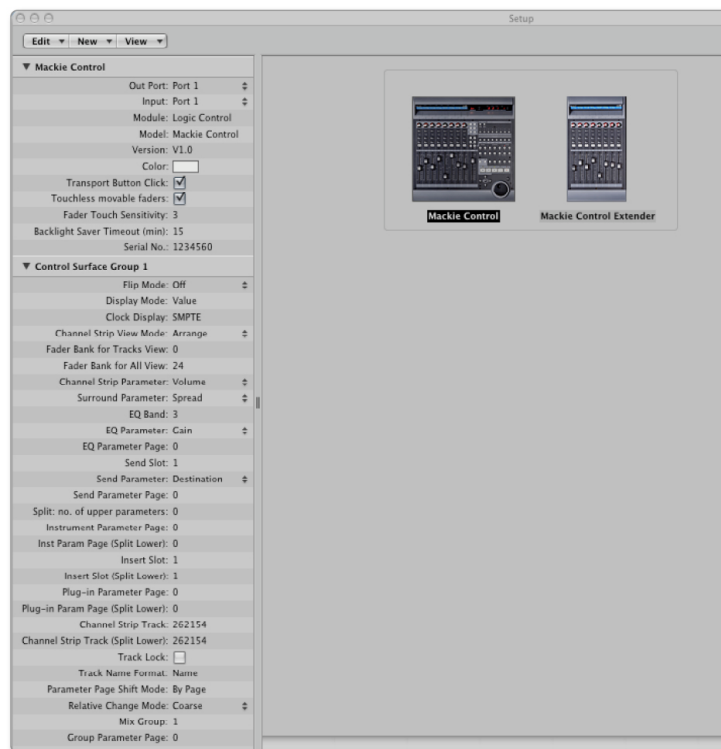 Setup
Edit New View
Mackie Control
Out Port: Port 1
Input: Port 1
Module: Logic Control
Model: Mackie Control
Version: V1.0
Color:
Transport Button Click:
Touchless movable faders:
Fader Touch Sensitivity: 3
Backlight Saver Timeout (min): 15
Serial No.: 1234560
Control Surface Group 1
Flip Mode: Off
Display Mode: Value
Clock Display: SMPTE
Channel Strip View Mode: Arrange
Fader Bank for Tracks View: 0
Fader Bank for All View: 24
Channel Strip Parameter: Volume
Surround Parameter: Spread
EQ Band: 3
EQ Parameter: Gain
EQ Parameter Page: 0
Send Slot: 1
Send Parameter: Destination
Send Parameter Page: 0
Split: no. of upper parameters: 0
Instrument Parameter Page: 0
Inst Param Page (Split Lower): 0
Insert Slot: 1
Insert Slot (Split Lower): 1
Plug-in Parameter Page: 0
Plug-in Param Page (Split Lower): 0
Channel Strip Track: 262154
Channel Strip Track (Split Lower): 262154
Track Lock:
Track Name Format: Name
Parameter Page Shift Mode: By Page
Relative Change Mode: Coarse
Mix Group: 1
Group Parameter Page: 0
Mackie Control
Mackie Control Extender